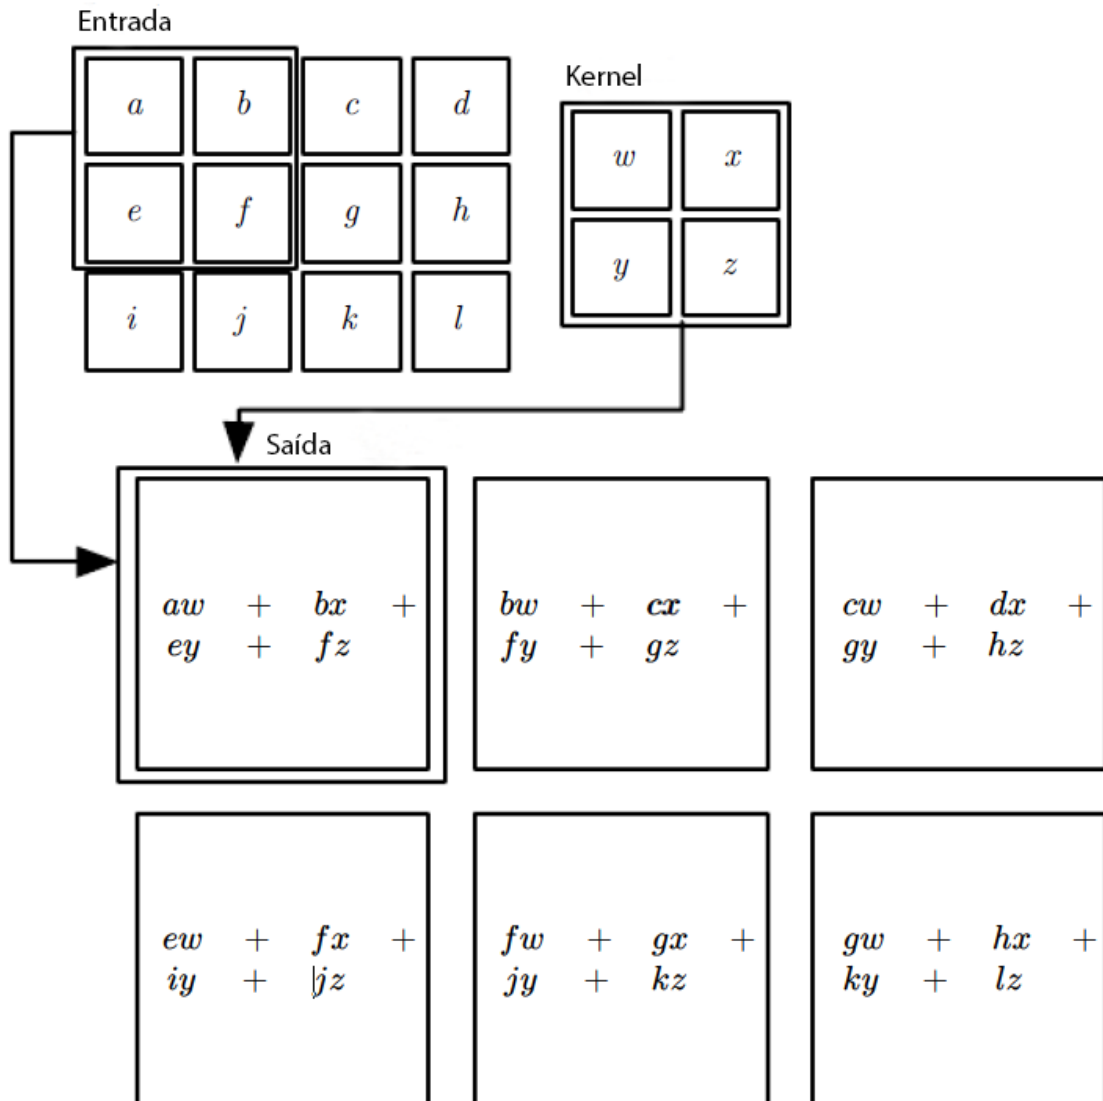 Entrada
a b c d
e f g h
i j k l
Kernel
w x
y z
Saída
aw + bx +
ey + fz
bw + cx +
fy + gz
cw + dx +
gy + hz
ew + fx +
iy + jz
fw + gx +
jy + kz
gw + hx +
ky + lz